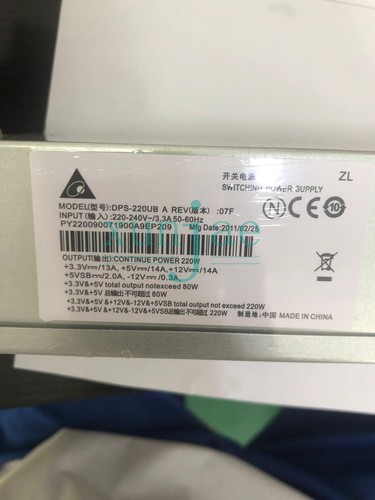 开关电源
SWITCHING POWER SUPPLY
ZL
MODEL(型号):DPS-220UB A REV(版本) :07F
INPUT(输入):220-240V~/3.3A 50-60Hz
PY220090071900A9EP209
Mfg Date:2011/02/25
OUTPUT(输出):CONTINUE POWER 220W
+3.3V⎓/13A, +5V⎓/14A,+12V⎓/14A
+5VSB⎓/2.0A, -12V⎓/0.3A
+3.3V&+5V total output notexceed 80W
+3.3V&+5V 总输出不可超过 80W
+3.3V&+5V &+12V&-12V&+5VSB total output not exceed 220W
+3.3V&+5V &+12V&-12V&+5VSB总输出不可超过 220W
制造地:中国 MADE IN CHINA
N
10